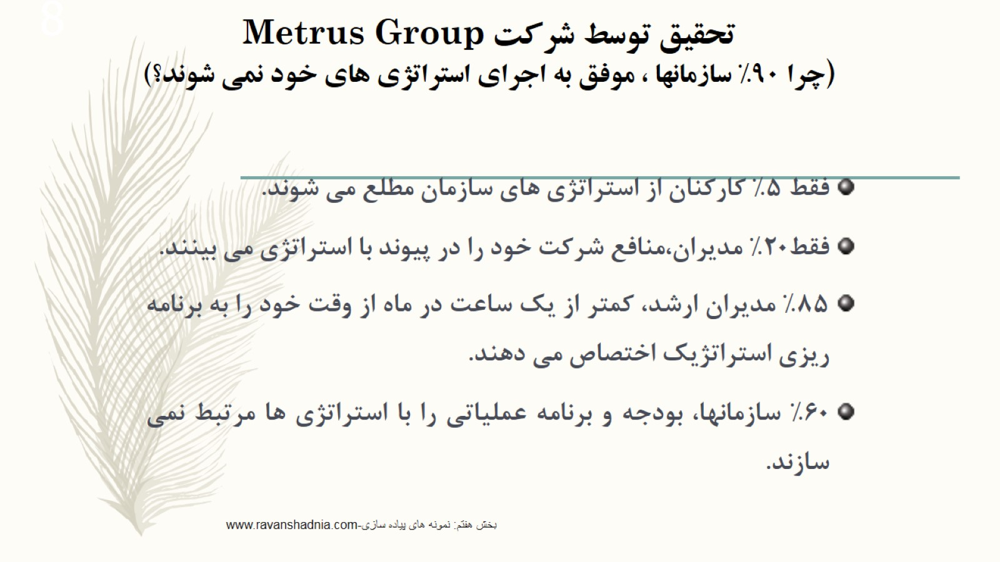 8
تحقیق توسط شرکت Metrus Group
(چرا ۹۰٪ سازمانها ، موفق به اجرای استراتژی های خود نمی شوند؟)
فقط ۵٪ کارکنان از استراتژی های سازمان مطلع می شوند.
فقط۲۰٪ مدیران،منافع شرکت خود را در پیوند با استراتژی می بینند.
۸۵٪ مدیران ارشد، کمتر از یک ساعت در ماه از وقت خود را به برنامه
ریزی استراتژیک اختصاص می دهند.
۶۰٪ سازمانها، بودجه و برنامه عملیاتی را با استراتژی ها مرتبط نمی
سازند.
بخش هفتم: نمونه های پیاده سازی-www.ravanshadnia.com